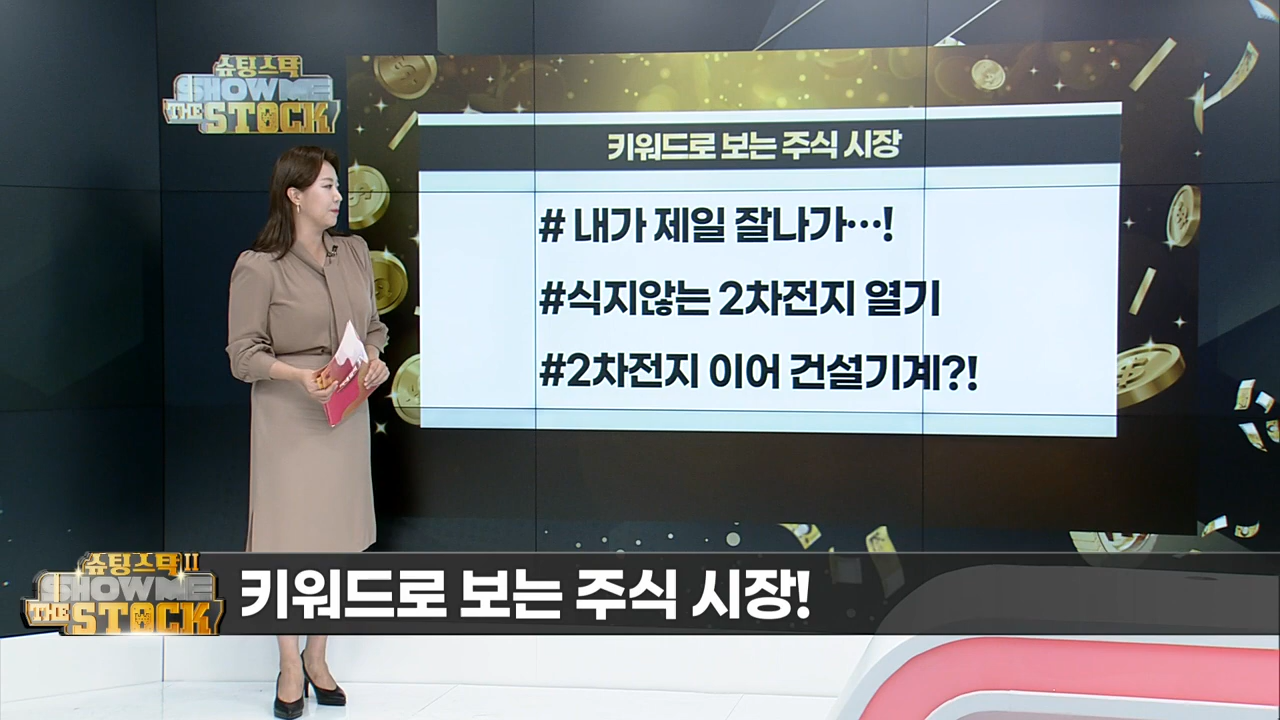 슈팅스탁
SHOW ME
THE STOCK
키워드로 보는 주식 시장
# 내가 제일 잘나가…!
#식지않는 2차전지 열기
#2차전지 이어 건설기계?!
슈팅스탁 II
SHOW ME
THE STOCK
키워드로 보는 주식 시장!